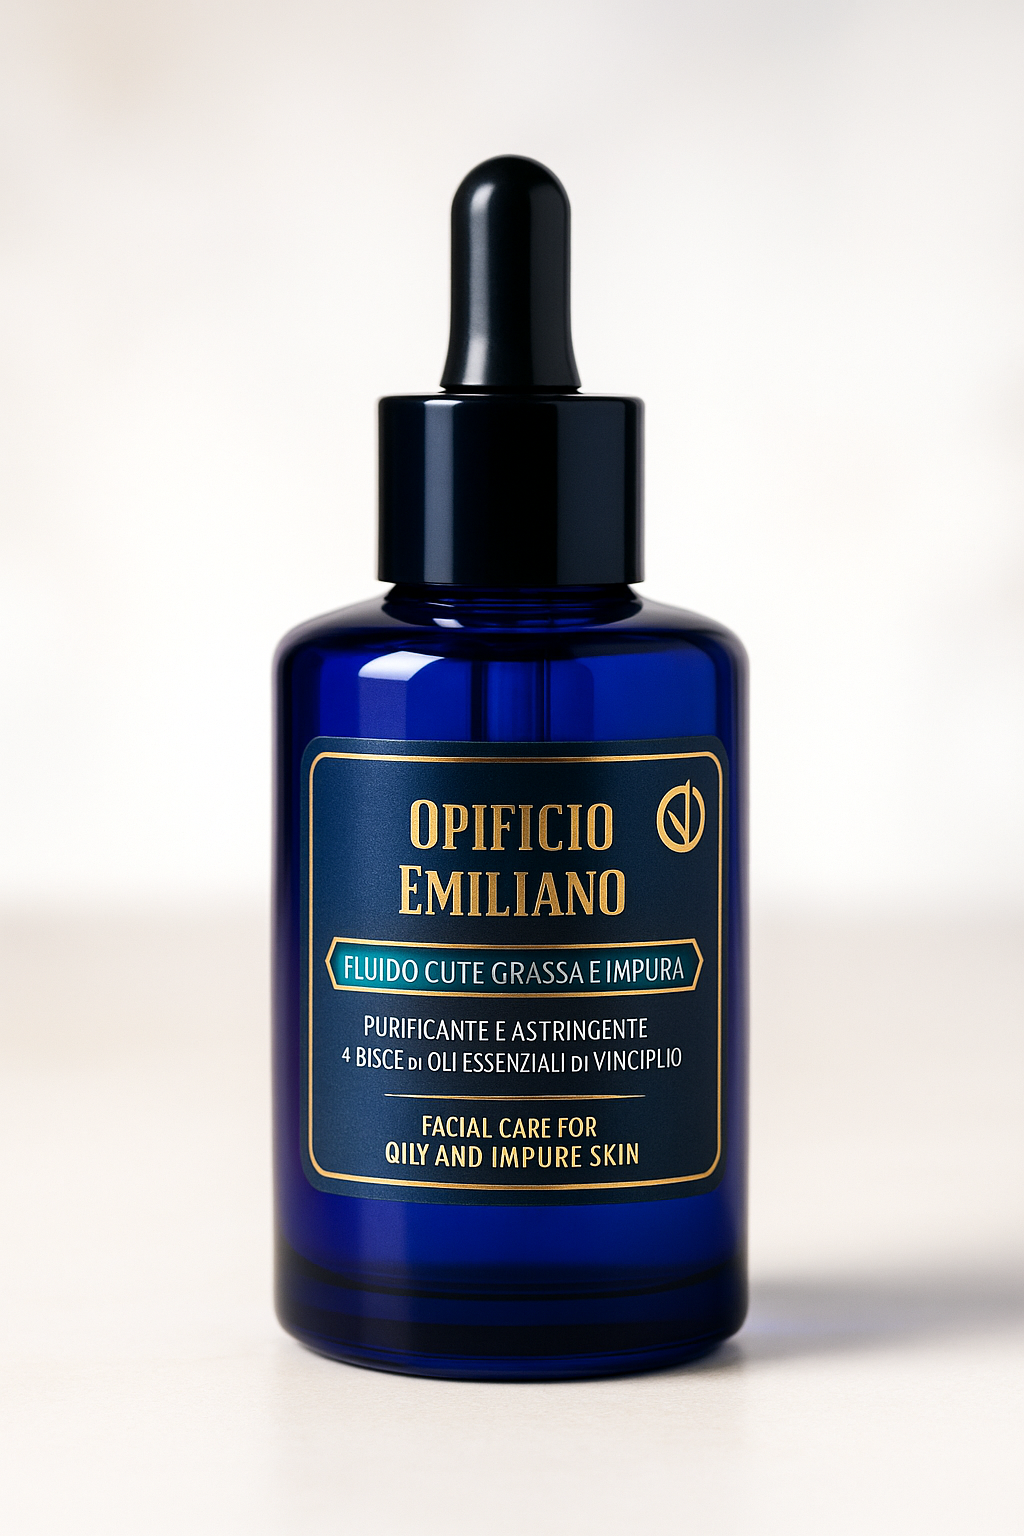 OPIFICIO
EMILIANO
FLUIDO CUTE GRASSA E IMPURA
PURIFICANTE E ASTRINGENTE
4 BISCE DI OLI ESSENZIALI DI VINCIPLIO
FACIAL CARE FOR
QILY AND IMPURE SKIN